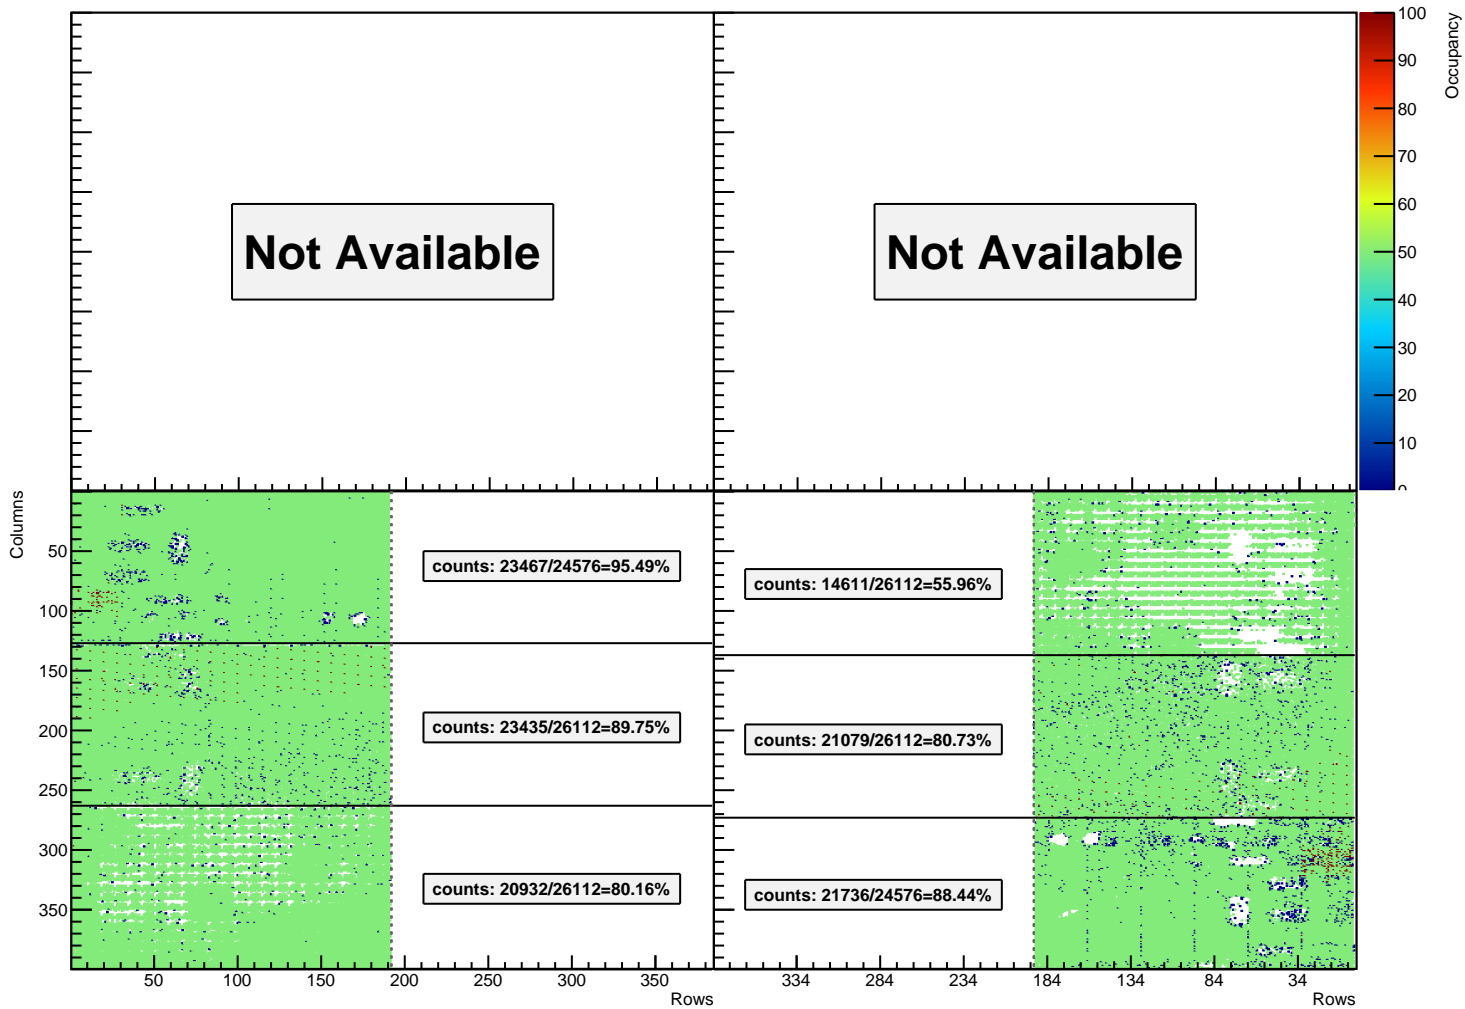 100
90
80
70
60
50
40
30
20
10
0
Occupancy
Not Available
Not Available
Columns
50
100
150
200
250
300
350
counts: 23467/24576=95.49%
counts: 23435/26112=89.75%
counts: 20932/26112=80.16%
counts: 14611/26112=55.96%
counts: 21079/26112=80.73%
counts: 21736/24576=88.44%
50 100 150 200 250 300 350
Rows
334 284 234 184 134 84 34
Rows